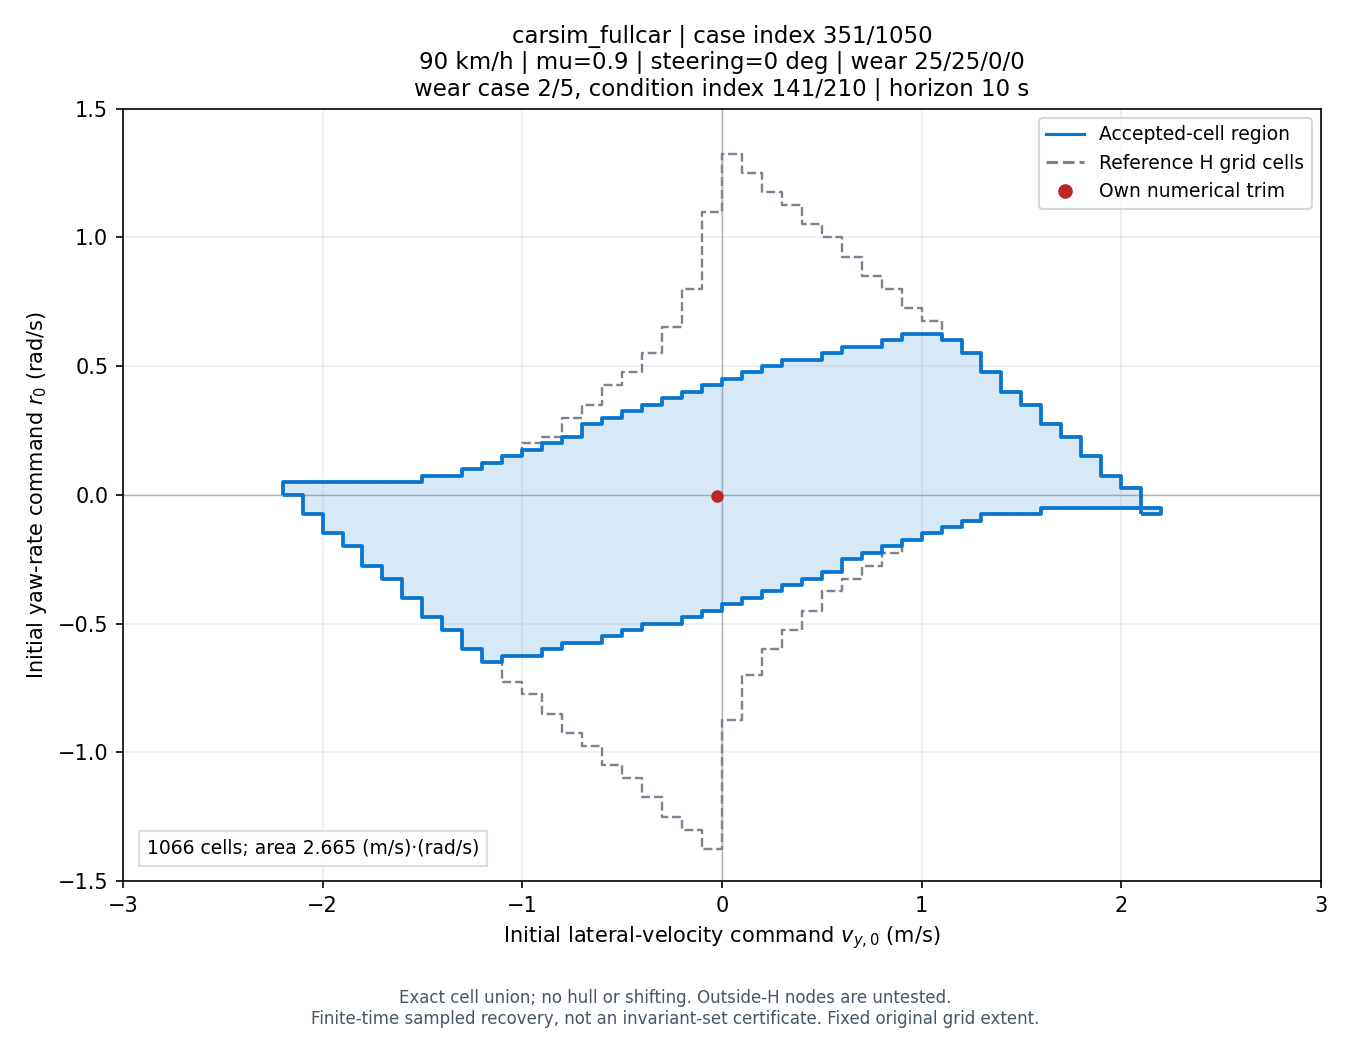 carsim_fullcar | case index 351/1050
90 km/h | mu=0.9 | steering=0 deg | wear 25/25/0/0
wear case 2/5, condition index 141/210 | horizon 10 s
Accepted-cell region
Reference H grid cells
Own numerical trim
Initial yaw-rate command r₀ (rad/s)
1.5
1.0
0.5
0.0
−0.5
−1.0
−1.5
1066 cells; area 2.665 (m/s)·(rad/s)
−3
−2
−1
0
1
2
3
Initial lateral-velocity command v_{y,0} (m/s)
Exact cell union; no hull or shifting. Outside-H nodes are untested.
Finite-time sampled recovery, not an invariant-set certificate. Fixed original grid extent.